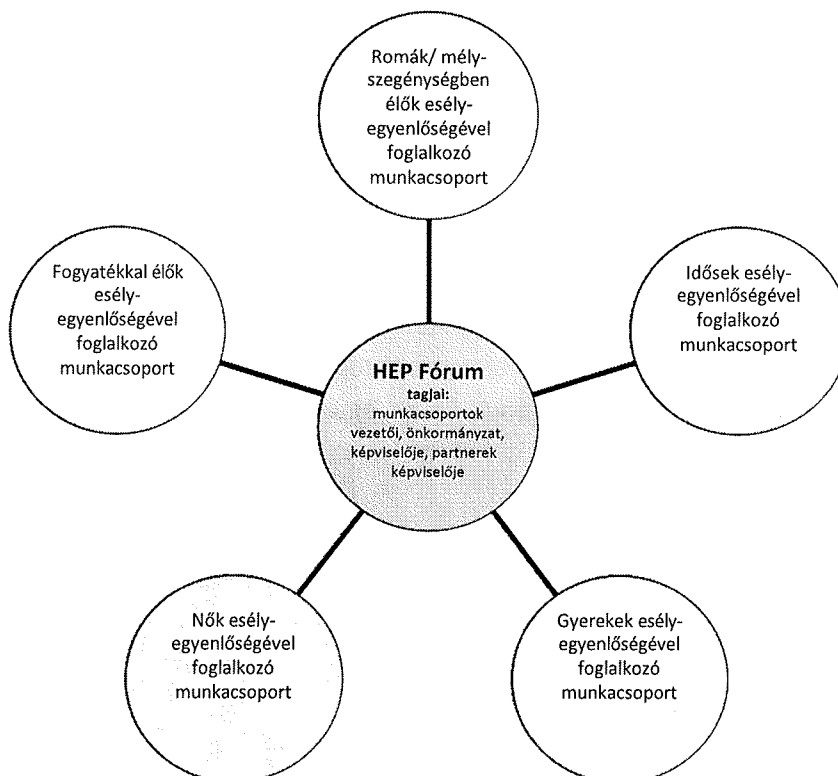 Romák/ mély-
szegénységben
élők esély-
egyenlőségével
foglalkozó
munkacsoport
Fogyatékkal élők
esély-
egyenlőségével
foglalkozó
munkacsoport
Idősek esély-
egyenlőségével
foglalkozó
munkacsoport
HEP Fórum
tagjai:
munkacsoportok
vezetői, önkormányzat,
képviselője, partnerek
képviselője
Nők esély-
egyenlőségével
foglalkozó
munkacsoport
Gyerekek esély-
egyenlőségével
foglalkozó
munkacsoport